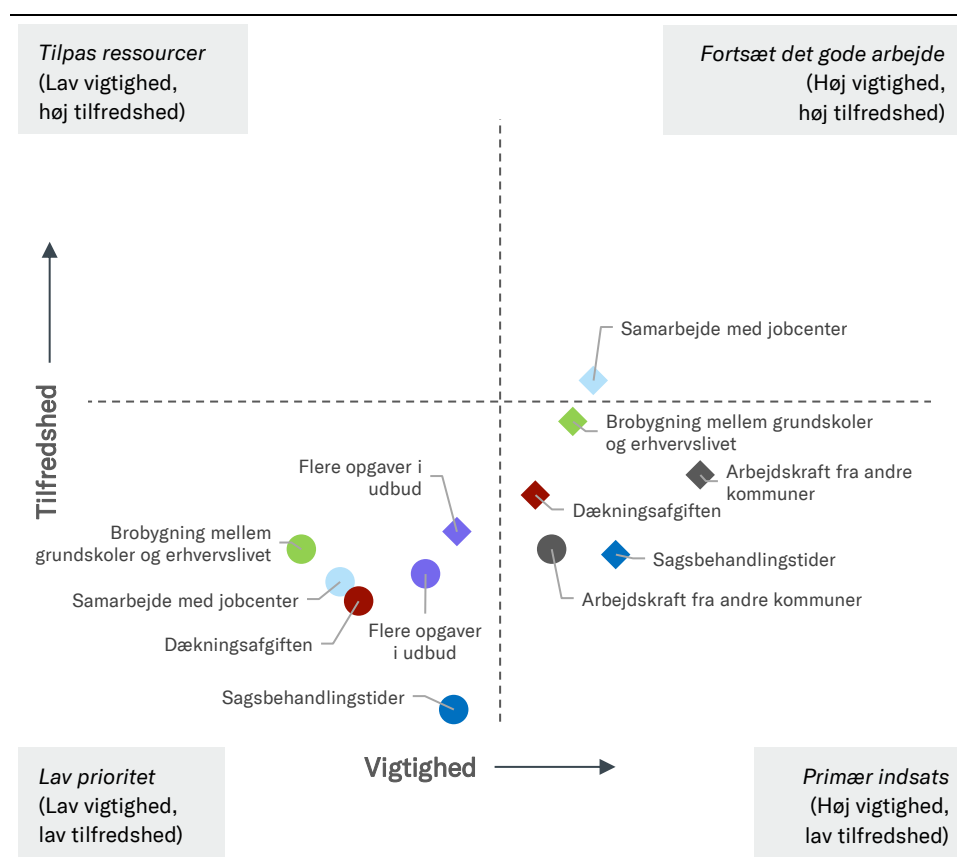 Tilpas ressourcer
(Lav vigtighed,
høj tilfredshed)
Fortsæt det gode arbejde
(Høj vigtighed,
høj tilfredshed)
Tilfredshed
Samarbejde med jobcenter
Brobygning mellem grundskoler
og erhvervslivet
Flere opgaver i
udbud
Arbejdskraft fra andre
kommuner
Dækningsafgiften
Brobygning mellem
grundskoler og erhvervslivet
Sagsbehandlingstider
Samarbejde med jobcenter
Arbejdskraft fra andre kommuner
Dækningsafgiften
Flere opgaver
i udbud
Sagsbehandlingstider
Vigtighed
Lav prioritet
(Lav vigtighed,
lav tilfredshed)
Primær indsats
(Høj vigtighed,
lav tilfredshed)